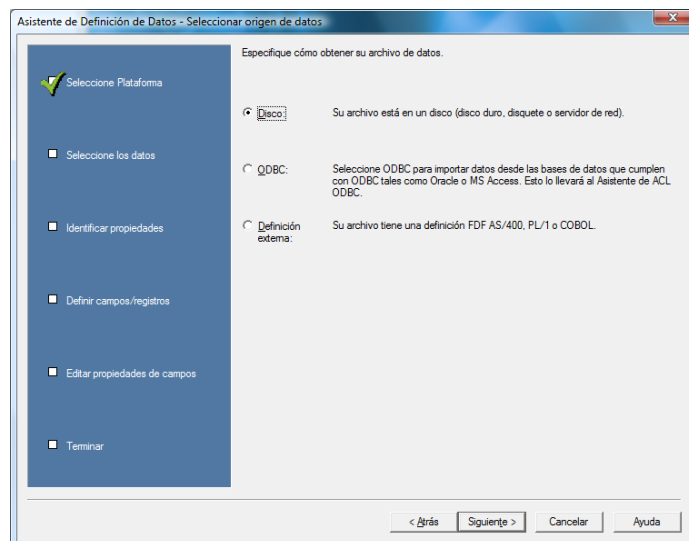 Asistente de Definición de Datos - Seleccionar origen de datos
Especifique cómo obtener su archivo de datos.
Seleccione Plataforma
Seleccione los datos
Identificar propiedades
Definir campos/registros
Editar propiedades de campos
Terminar
Disco:
Su archivo está en un disco (disco duro, disquete o servidor de red).
ODBC:
Seleccione ODBC para importar datos desde las bases de datos que cumplen
con ODBC tales como Oracle o MS Access. Esto lo llevará al Asistente de ACL
ODBC.
Definición
externa:
Su archivo tiene una definición FDF AS/400, PL/1 o COBOL.
< Atrás
Siguiente >
Cancelar
Ayuda